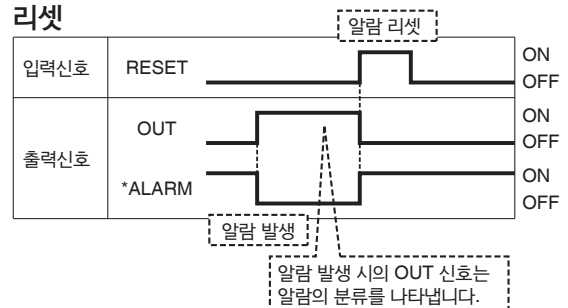 리셋
알람 리셋
입력신호 RESET ON
OFF
출력신호 OUT ON
OFF
*ALARM ON
OFF
알람 발생
알람 발생 시의 OUT 신호는
알람의 분류를 나타냅니다.